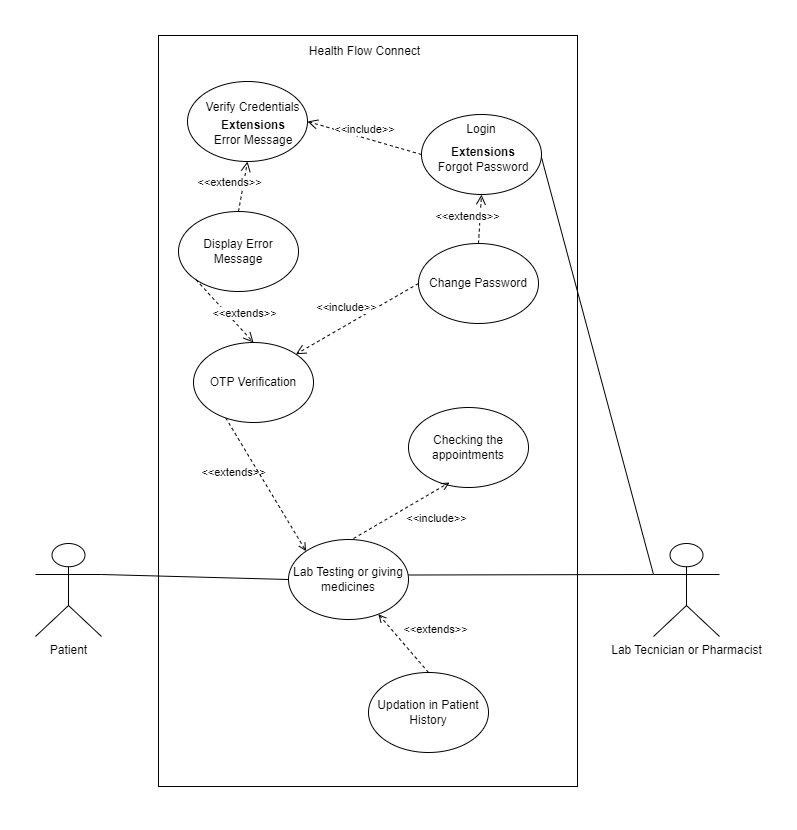 Health Flow Connect
Verify Credentials
Extensions
Error Message
<<include>>
Login
Extensions
Forgot Password
<<extends>>
<<extends>>
Display Error
Message
Change Password
<<extends>>
<<include>>
OTP Verification
Checking the
appointments
<<extends>>
<<include>>
Lab Testing or giving
medicines
<<extends>>
Patient
Lab Tecnician or Pharmacist
Updation in Patient
History